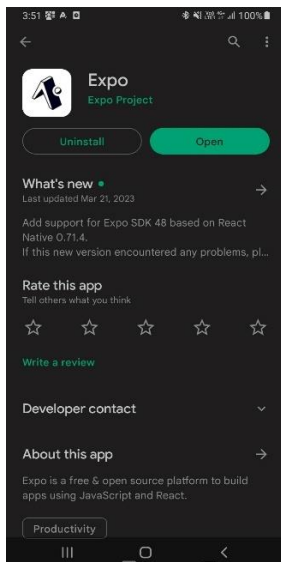 3:51 100%
Expo
Expo Project
Uninstall
Open
What's new
Last updated Mar 21, 2023
Add support for Expo SDK 48 based on React
Native 0.71.4.
If this new version encountered any problems, pl...
Rate this app
Tell others what you think
Write a review
Developer contact
About this app
Expo is a free & open source platform to build
apps using JavaScript and React.
Productivity